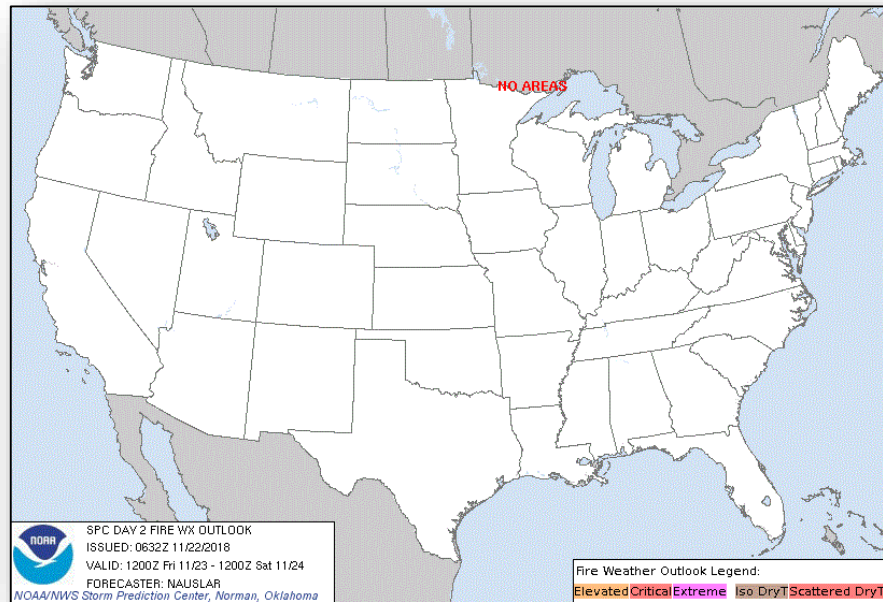 NO AREAS
NOAA
SPC DAY 2 FIRE WX OUTLOOK
ISSUED: 0632Z 11/22/2018
VALID: 1200Z Fri 11/23 - 1200Z Sat 11/24
FORECASTER: NAUSLAR
NOAA/NWS Storm Prediction Center, Norman, Oklahoma
Fire Weather Outlook Legend:
Elevated Critical Extreme Iso DryT Scattered DryT